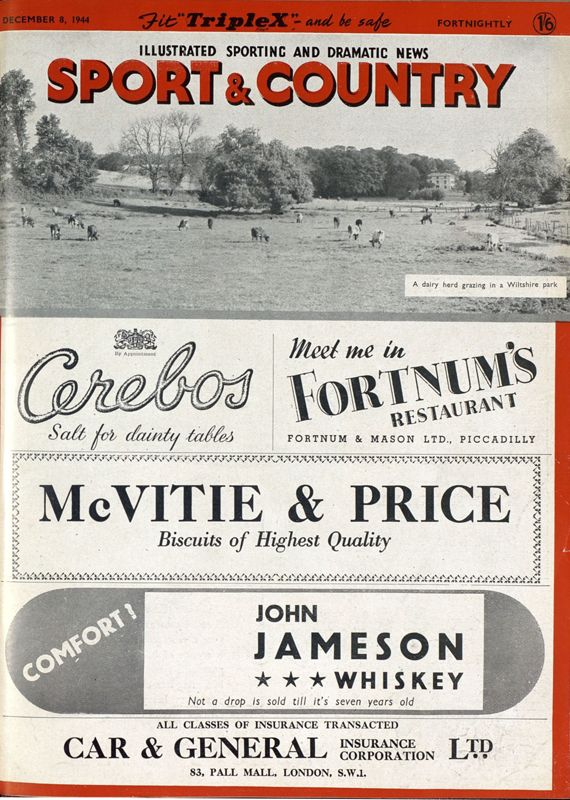 DECEMBER 8, 1944
Fit "TripleX" - and be safe
FORTNIGHTLY
1/6
ILLUSTRATED SPORTING AND DRAMATIC NEWS
SPORT & COUNTRY
A dairy herd grazing in a Wiltshire park
By Appointment
Cerebos
Salt for dainty tables
Meet me in
FORTNUM'S
RESTAURANT
FORTNUM & MASON LTD., PICCADILLY
McVITIE & PRICE
Biscuits of Highest Quality
COMFORT!
JOHN
JAMESON
★ ★ ★ WHISKEY
Not a drop is sold till it's seven years old
ALL CLASSES OF INSURANCE TRANSACTED
CAR & GENERAL INSURANCE CORPORATION LTD
83, PALL MALL, LONDON, S.W.1.